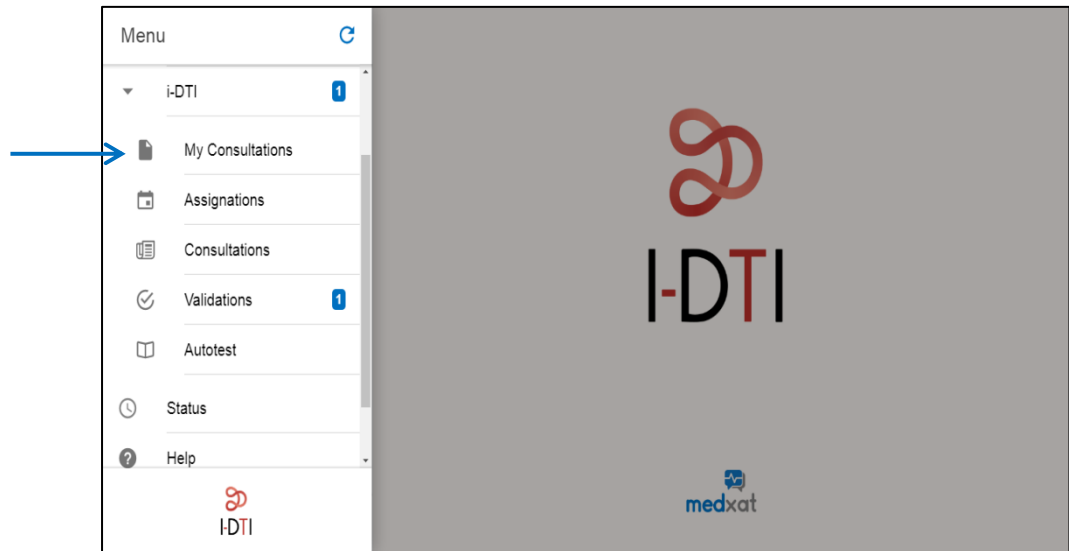 Menu
i-DTI 1
My Consultations
Assignations
Consultations
Validations 1
Autotest
Status
Help
I-DTI
I-DTI
medxat